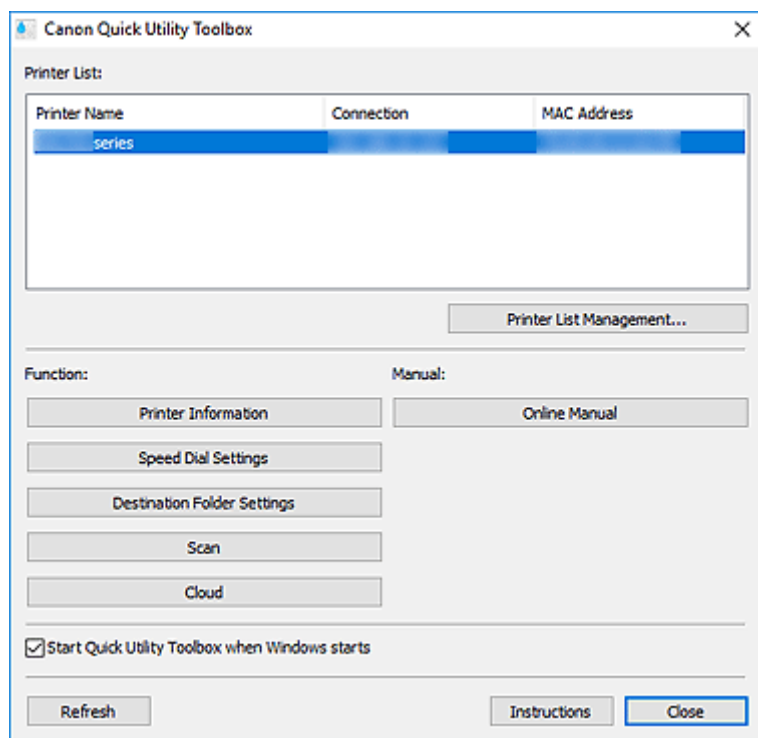 Canon Quick Utility Toolbox
Printer List:
Printer Name Connection MAC Address
series
Printer List Management...
Function: Manual:
Printer Information Online Manual
Speed Dial Settings
Destination Folder Settings
Scan
Cloud
Start Quick Utility Toolbox when Windows starts
Refresh Instructions Close